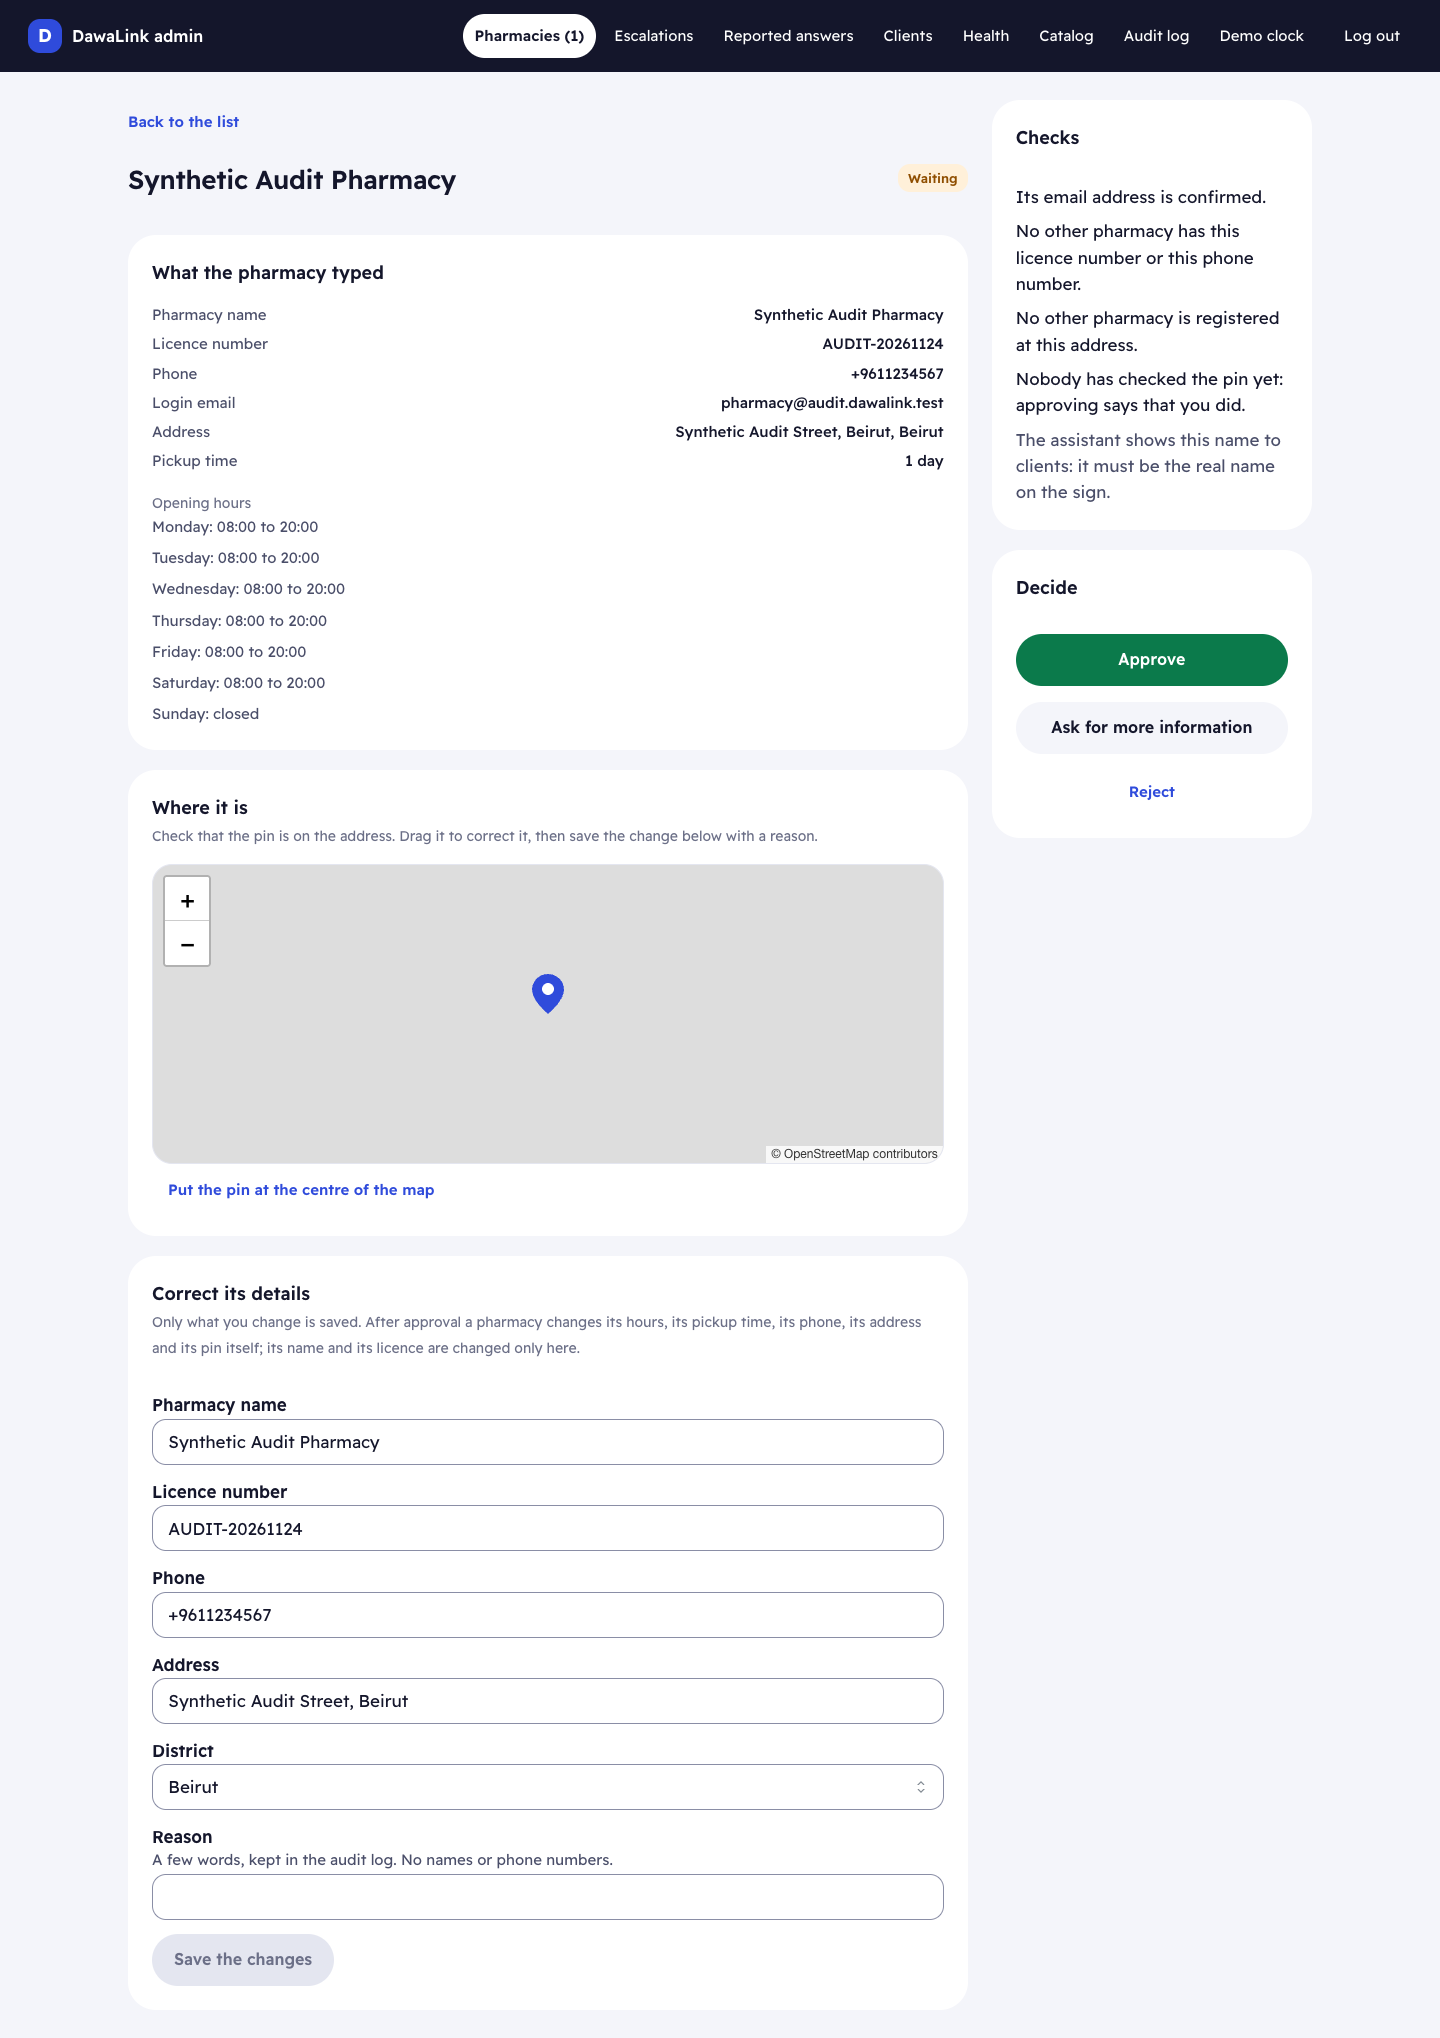 D
DawaLink admin
Pharmacies (1)
Escalations
Reported answers
Clients
Health
Catalog
Audit log
Demo clock
Log out
Back to the list
Synthetic Audit Pharmacy
Waiting
What the pharmacy typed
Pharmacy name Synthetic Audit Pharmacy
Licence number AUDIT-20261124
Phone +9611234567
Login email pharmacy@audit.dawalink.test
Address Synthetic Audit Street, Beirut, Beirut
Pickup time 1 day
Opening hours
Monday: 08:00 to 20:00
Tuesday: 08:00 to 20:00
Wednesday: 08:00 to 20:00
Thursday: 08:00 to 20:00
Friday: 08:00 to 20:00
Saturday: 08:00 to 20:00
Sunday: closed
Where it is
Check that the pin is on the address. Drag it to correct it, then save the change below with a reason.
+
−
© OpenStreetMap contributors
Put the pin at the centre of the map
Correct its details
Only what you change is saved. After approval a pharmacy changes its hours, its pickup time, its phone, its address
and its pin itself; its name and its licence are changed only here.
Pharmacy name
Synthetic Audit Pharmacy
Licence number
AUDIT-20261124
Phone
+9611234567
Address
Synthetic Audit Street, Beirut
District
Beirut
Reason
A few words, kept in the audit log. No names or phone numbers.
Save the changes
Checks
Its email address is confirmed.
No other pharmacy has this
licence number or this phone
number.
No other pharmacy is registered
at this address.
Nobody has checked the pin yet:
approving says that you did.
The assistant shows this name to
clients: it must be the real name
on the sign.
Decide
Approve
Ask for more information
Reject